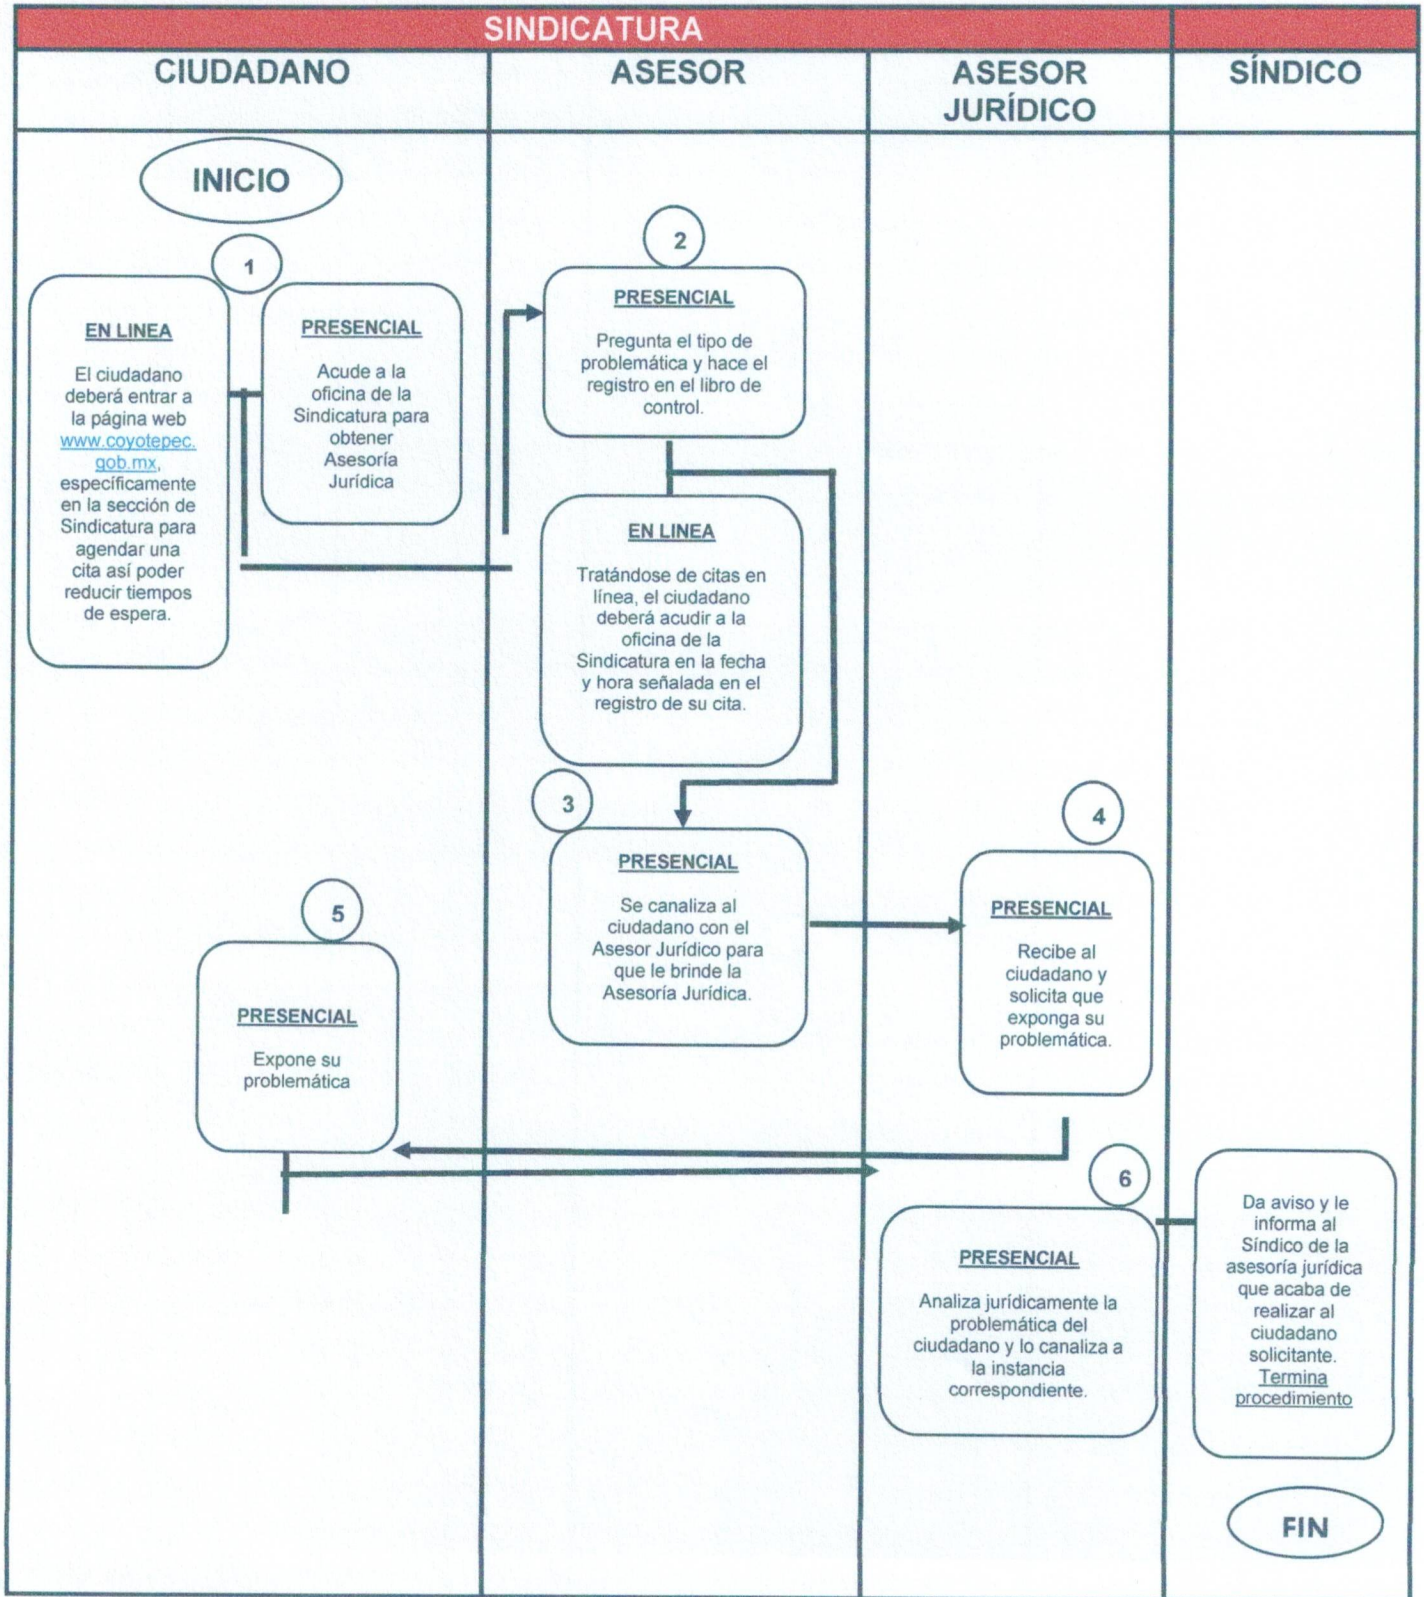 SINDICATURA
CIUDADANO
ASESOR
ASESOR
JURÍDICO
SÍNDICO
INICIO
1
EN LINEA
El ciudadano
deberá entrar a
la página web
www.coyotepec.
gob.mx,
específicamente
en la sección de
Sindicatura para
agendar una
cita así poder
reducir tiempos
de espera.
PRESENCIAL
Acude a la
oficina de la
Sindicatura para
obtener
Asesoría
Jurídica
2
PRESENCIAL
Pregunta el tipo de
problemática y hace el
registro en el libro de
control.
EN LINEA
Tratándose de citas en
línea, el ciudadano
deberá acudir a la
oficina de la
Sindicatura en la fecha
y hora señalada en el
registro de su cita.
3
PRESENCIAL
Se canaliza al
ciudadano con el
Asesor Jurídico para
que le brinde la
Asesoría Jurídica.
4
PRESENCIAL
Recibe al
ciudadano y
solicita que
exponga su
problemática.
5
PRESENCIAL
Expone su
problemática
6
PRESENCIAL
Analiza jurídicamente la
problemática del
ciudadano y lo canaliza a
la instancia
correspondiente.
Da aviso y le
informa al
Síndico de la
asesoría jurídica
que acaba de
realizar al
ciudadano
solicitante.
Termina
procedimiento
FIN